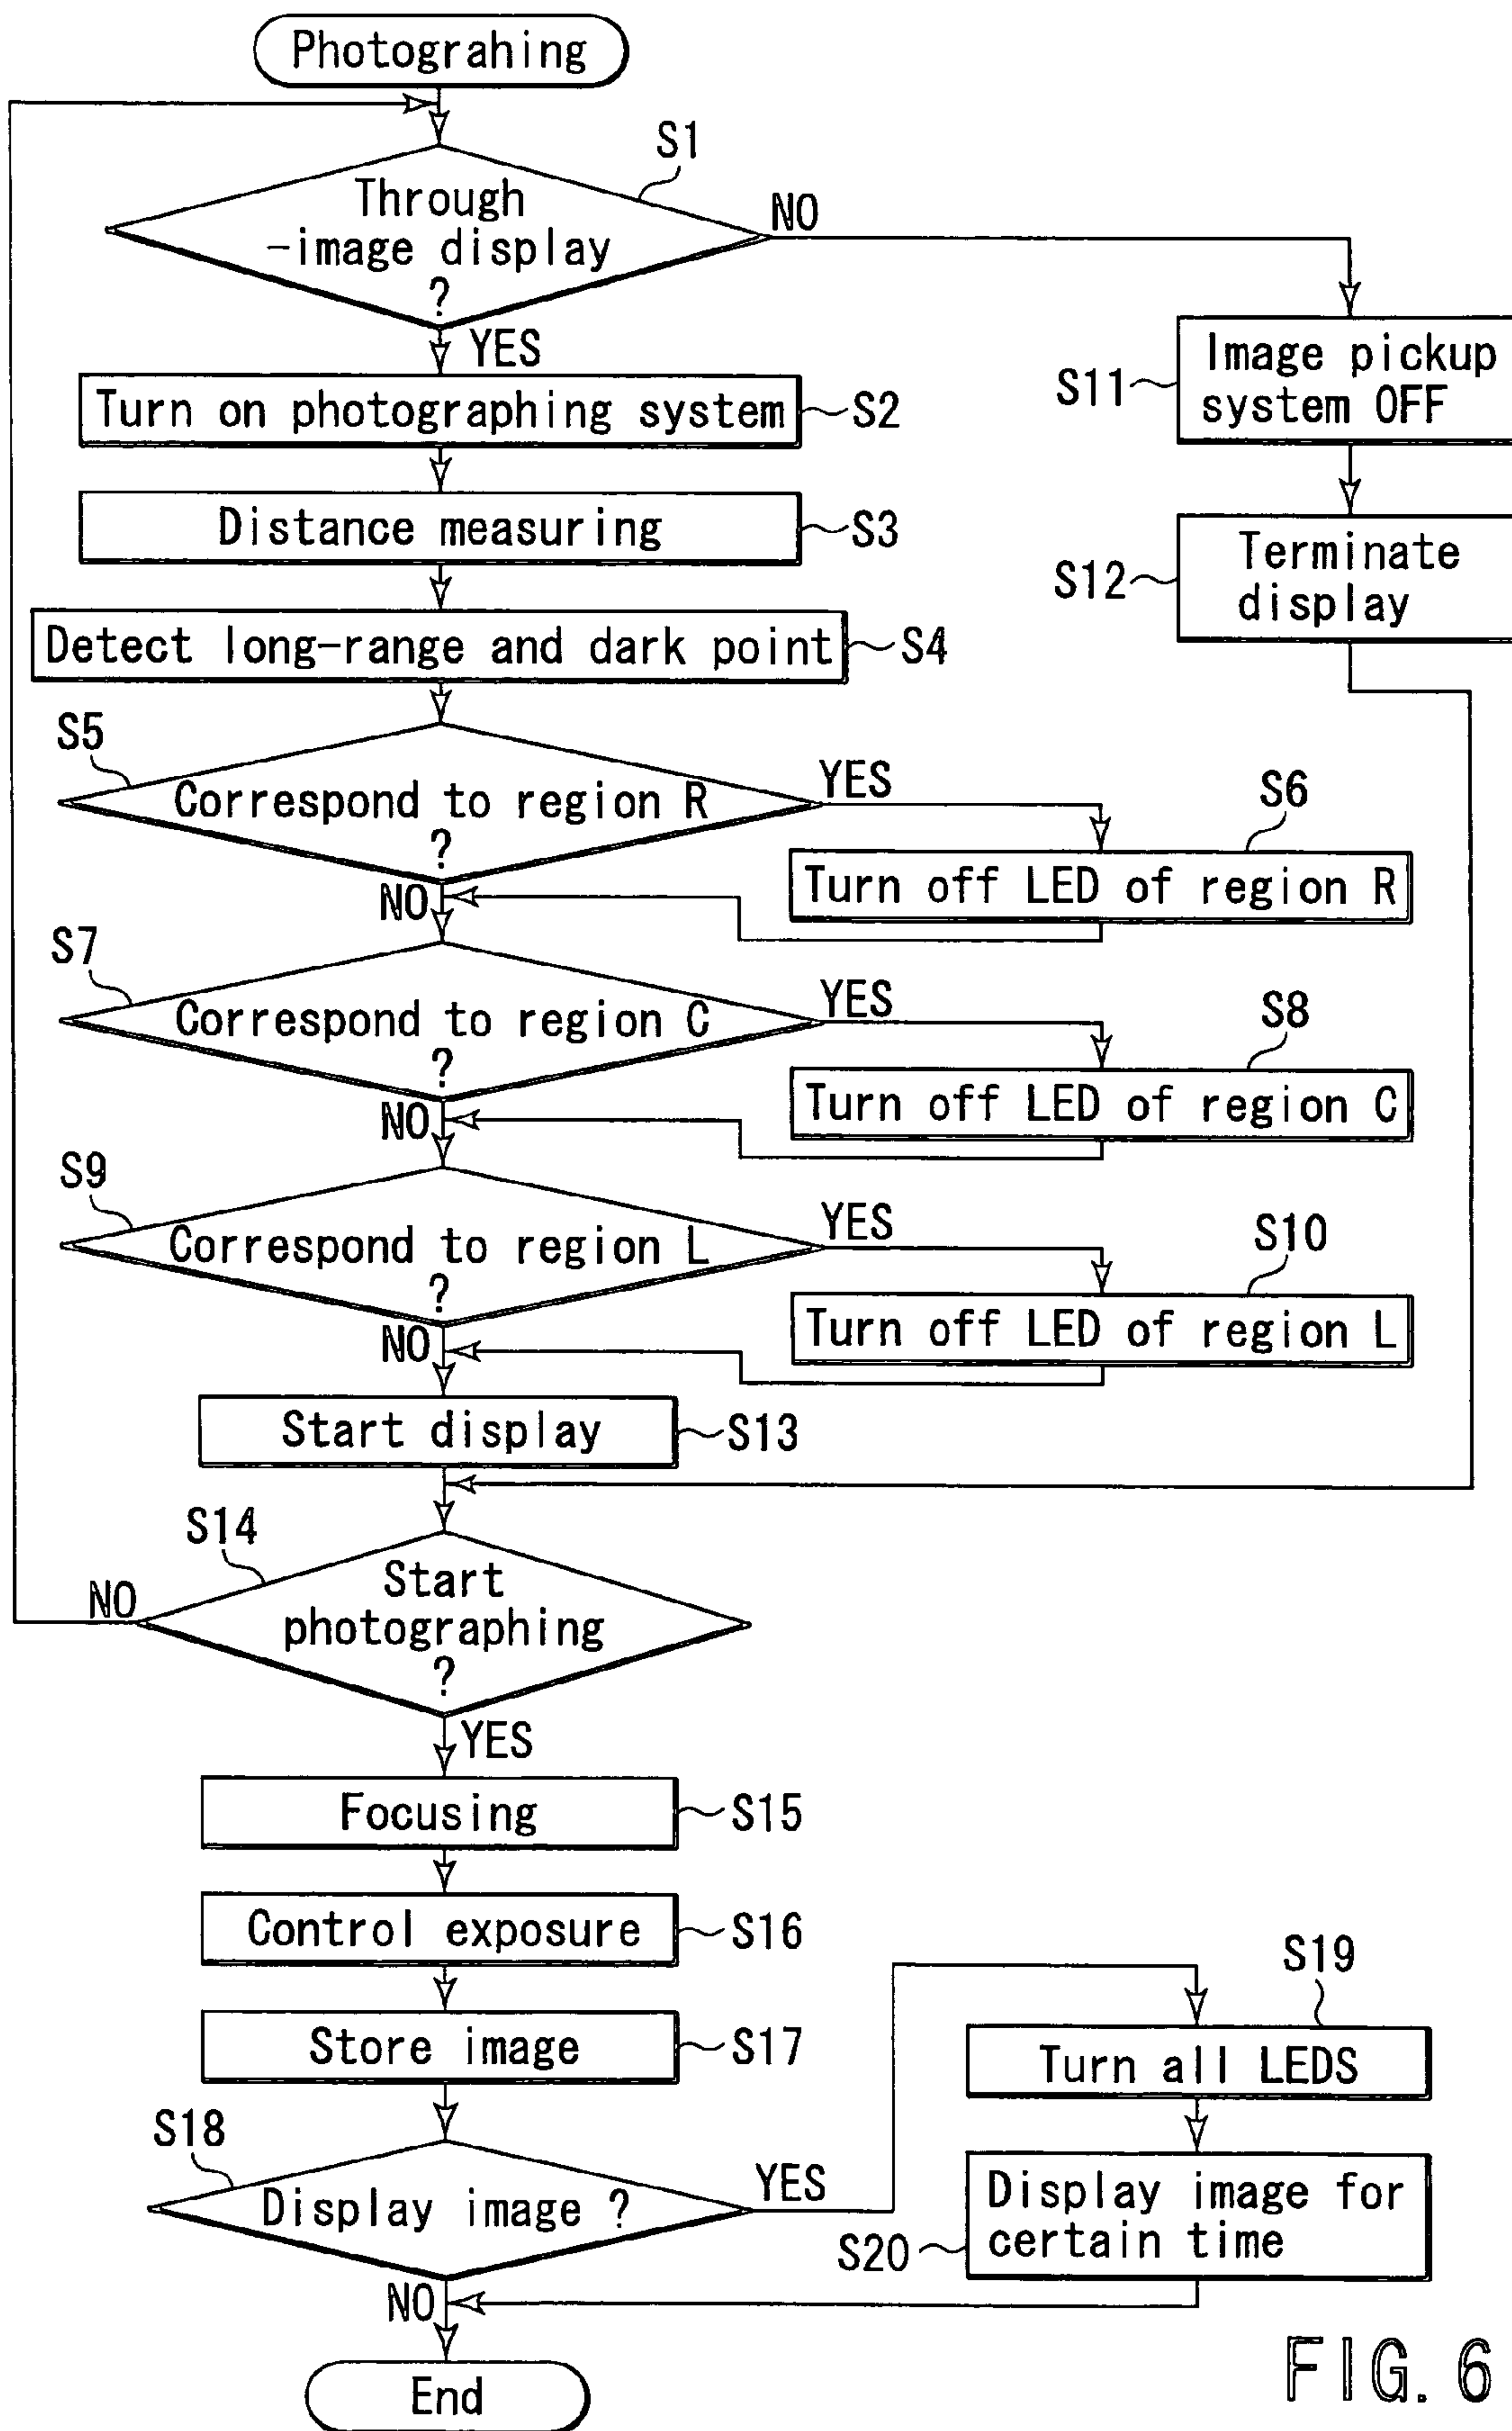 Photograhing
S1
Through
-image display
?
NO
YES
Turn on photographing system
S2
S11
Image pickup
system OFF
Distance measuring
S3
S12
Terminate
display
Detect long-range and dark point
S4
S5
Correspond to region R
?
YES
S6
Turn off LED of region R
NO
S7
Correspond to region C
?
YES
S8
Turn off LED of region C
NO
S9
Correspond to region L
?
YES
S10
Turn off LED of region L
NO
Start display
S13
S14
Start
photographing
?
NO
YES
Focusing
S15
Control exposure
S16
Store image
S17
S18
Display image ?
YES
S19
Turn all LEDS
S20
Display image for
certain time
NO
End
FIG. 6